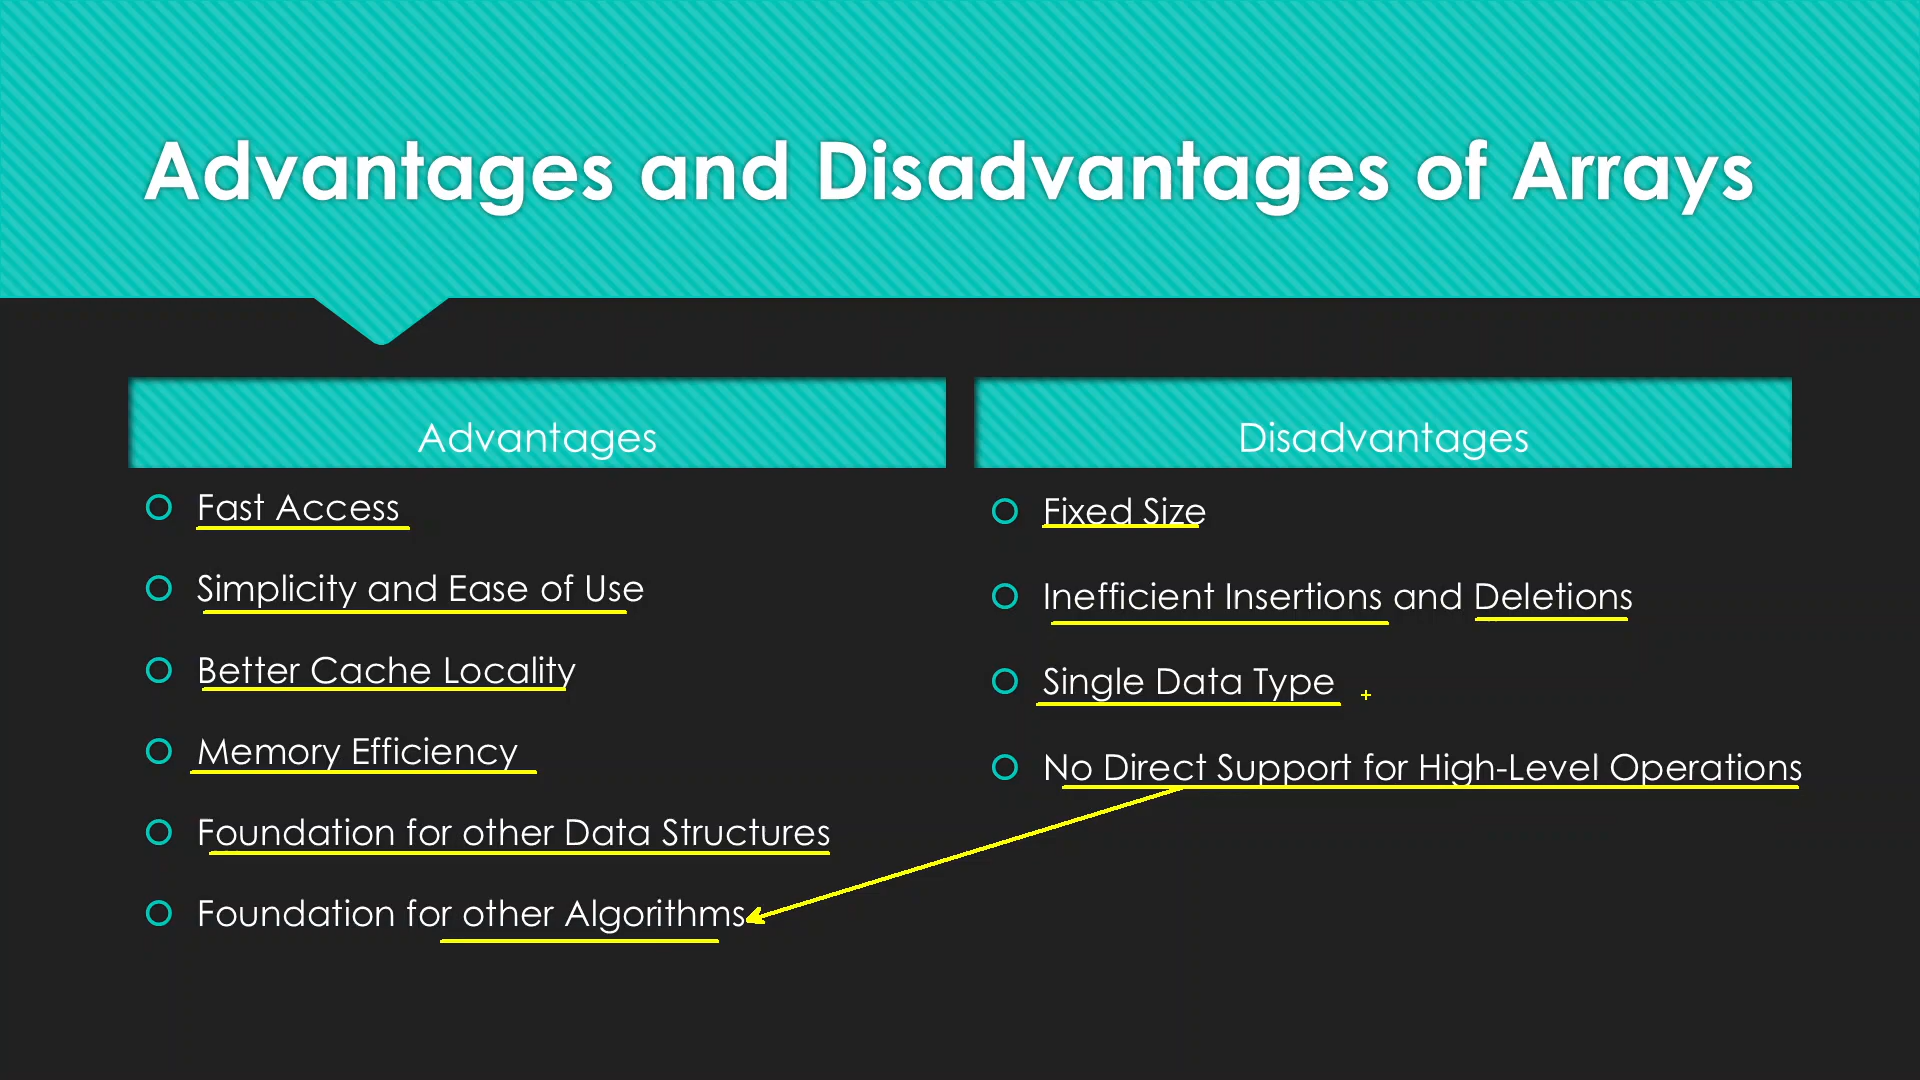 Advantages and Disadvantages of Arrays
Advantages
Fast Access
Simplicity and Ease of Use
Better Cache Locality
Memory Efficiency
Foundation for other Data Structures
Foundation for other Algorithms
Disadvantages
Fixed Size
Inefficient Insertions and Deletions
Single Data Type
No Direct Support for High-Level Operations